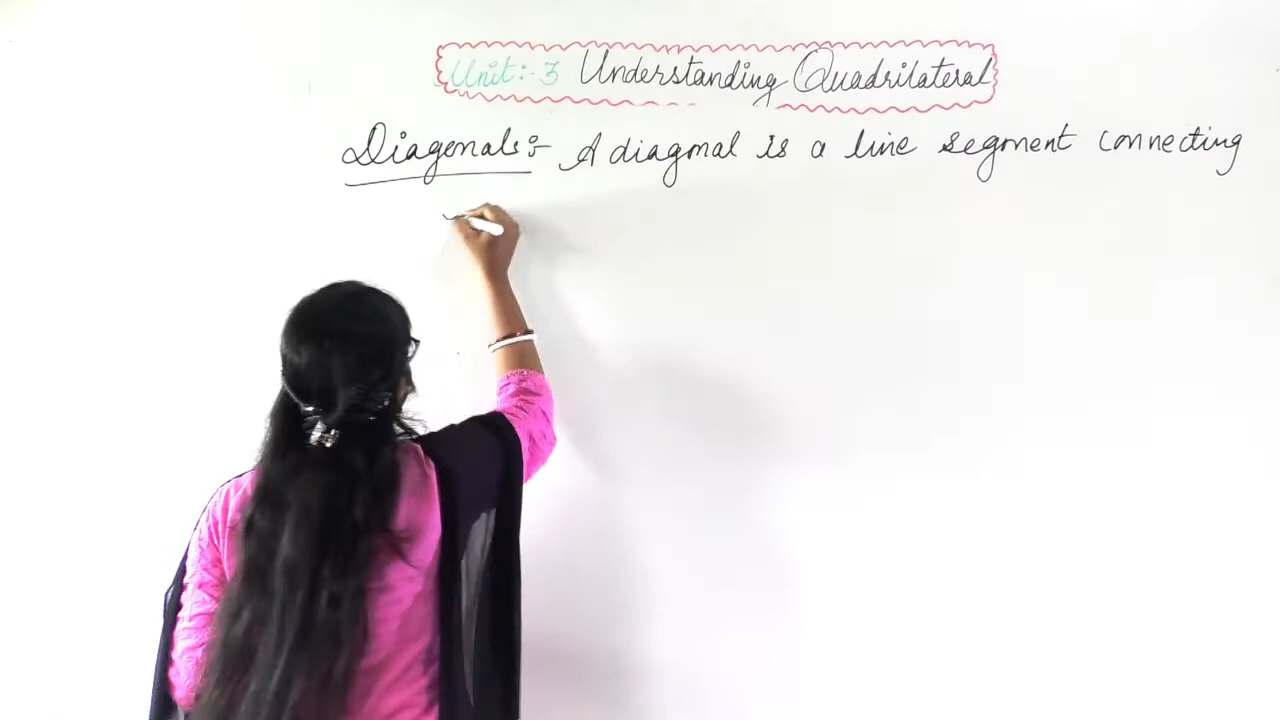 Unit:- 3 Understanding Quadrilateral
Diagonals:- A diagonal is a line segment connecting